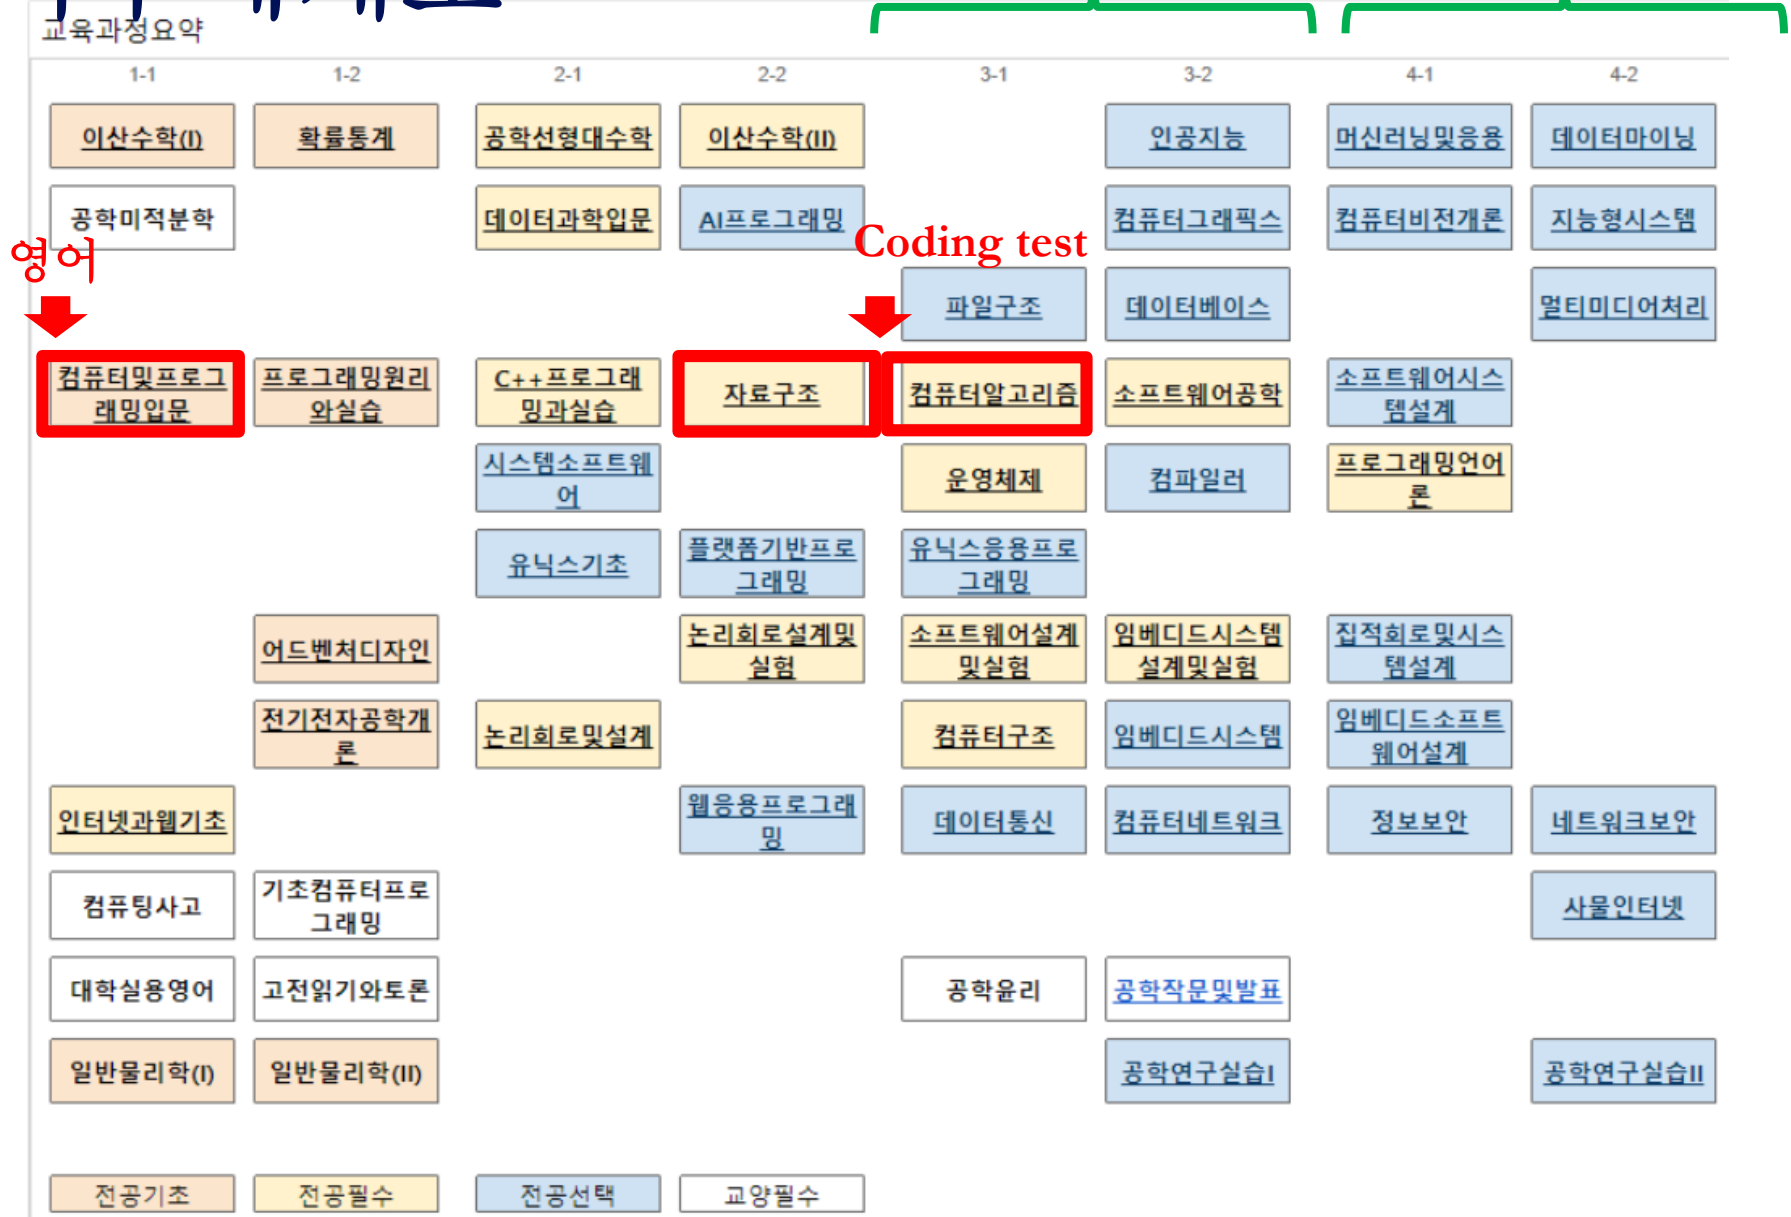 교육과정요약
1-1 1-2 2-1 2-2 3-1 3-2 4-1 4-2
이산수학(I) 확률통계 공학선형대수학 이산수학(II) 인공지능 머신러닝및응용 데이터마이닝
공학미적분학 데이터과학입문 AI프로그래밍 컴퓨터그래픽스 컴퓨터비전개론 지능형시스템
영어 Coding test
파일구조 데이터베이스 멀티미디어처리
컴퓨터및프로그 프로그래밍원리 C++프로그래 자료구조 컴퓨터알고리즘 소프트웨어공학 소프트웨어시스
래밍입문 와실습 밍과실습 템설계
시스템소프트웨 운영체제 컴파일러 프로그래밍언어
어 론
유닉스기초 플랫폼기반프로 유닉스응용프로
그래밍 그래밍
어드벤처디자인 논리회로설계및 소프트웨어설계 임베디드시스템 집적회로및시스
실험 및실험 설계및실험 템설계
전기전자공학개 논리회로및설계 컴퓨터구조 임베디드시스템 임베디드소프트
론 웨어설계
인터넷과웹기초 웹응용프로그래 데이터통신 컴퓨터네트워크 정보보안 네트워크보안
밍
컴퓨팅사고 기초컴퓨터프로 사물인터넷
그래밍
대학실용영어 고전읽기와토론 공학윤리 공학작문및발표
일반물리학(I) 일반물리학(II) 공학연구실습I 공학연구실습II
전공기초 전공필수 전공선택 교양필수